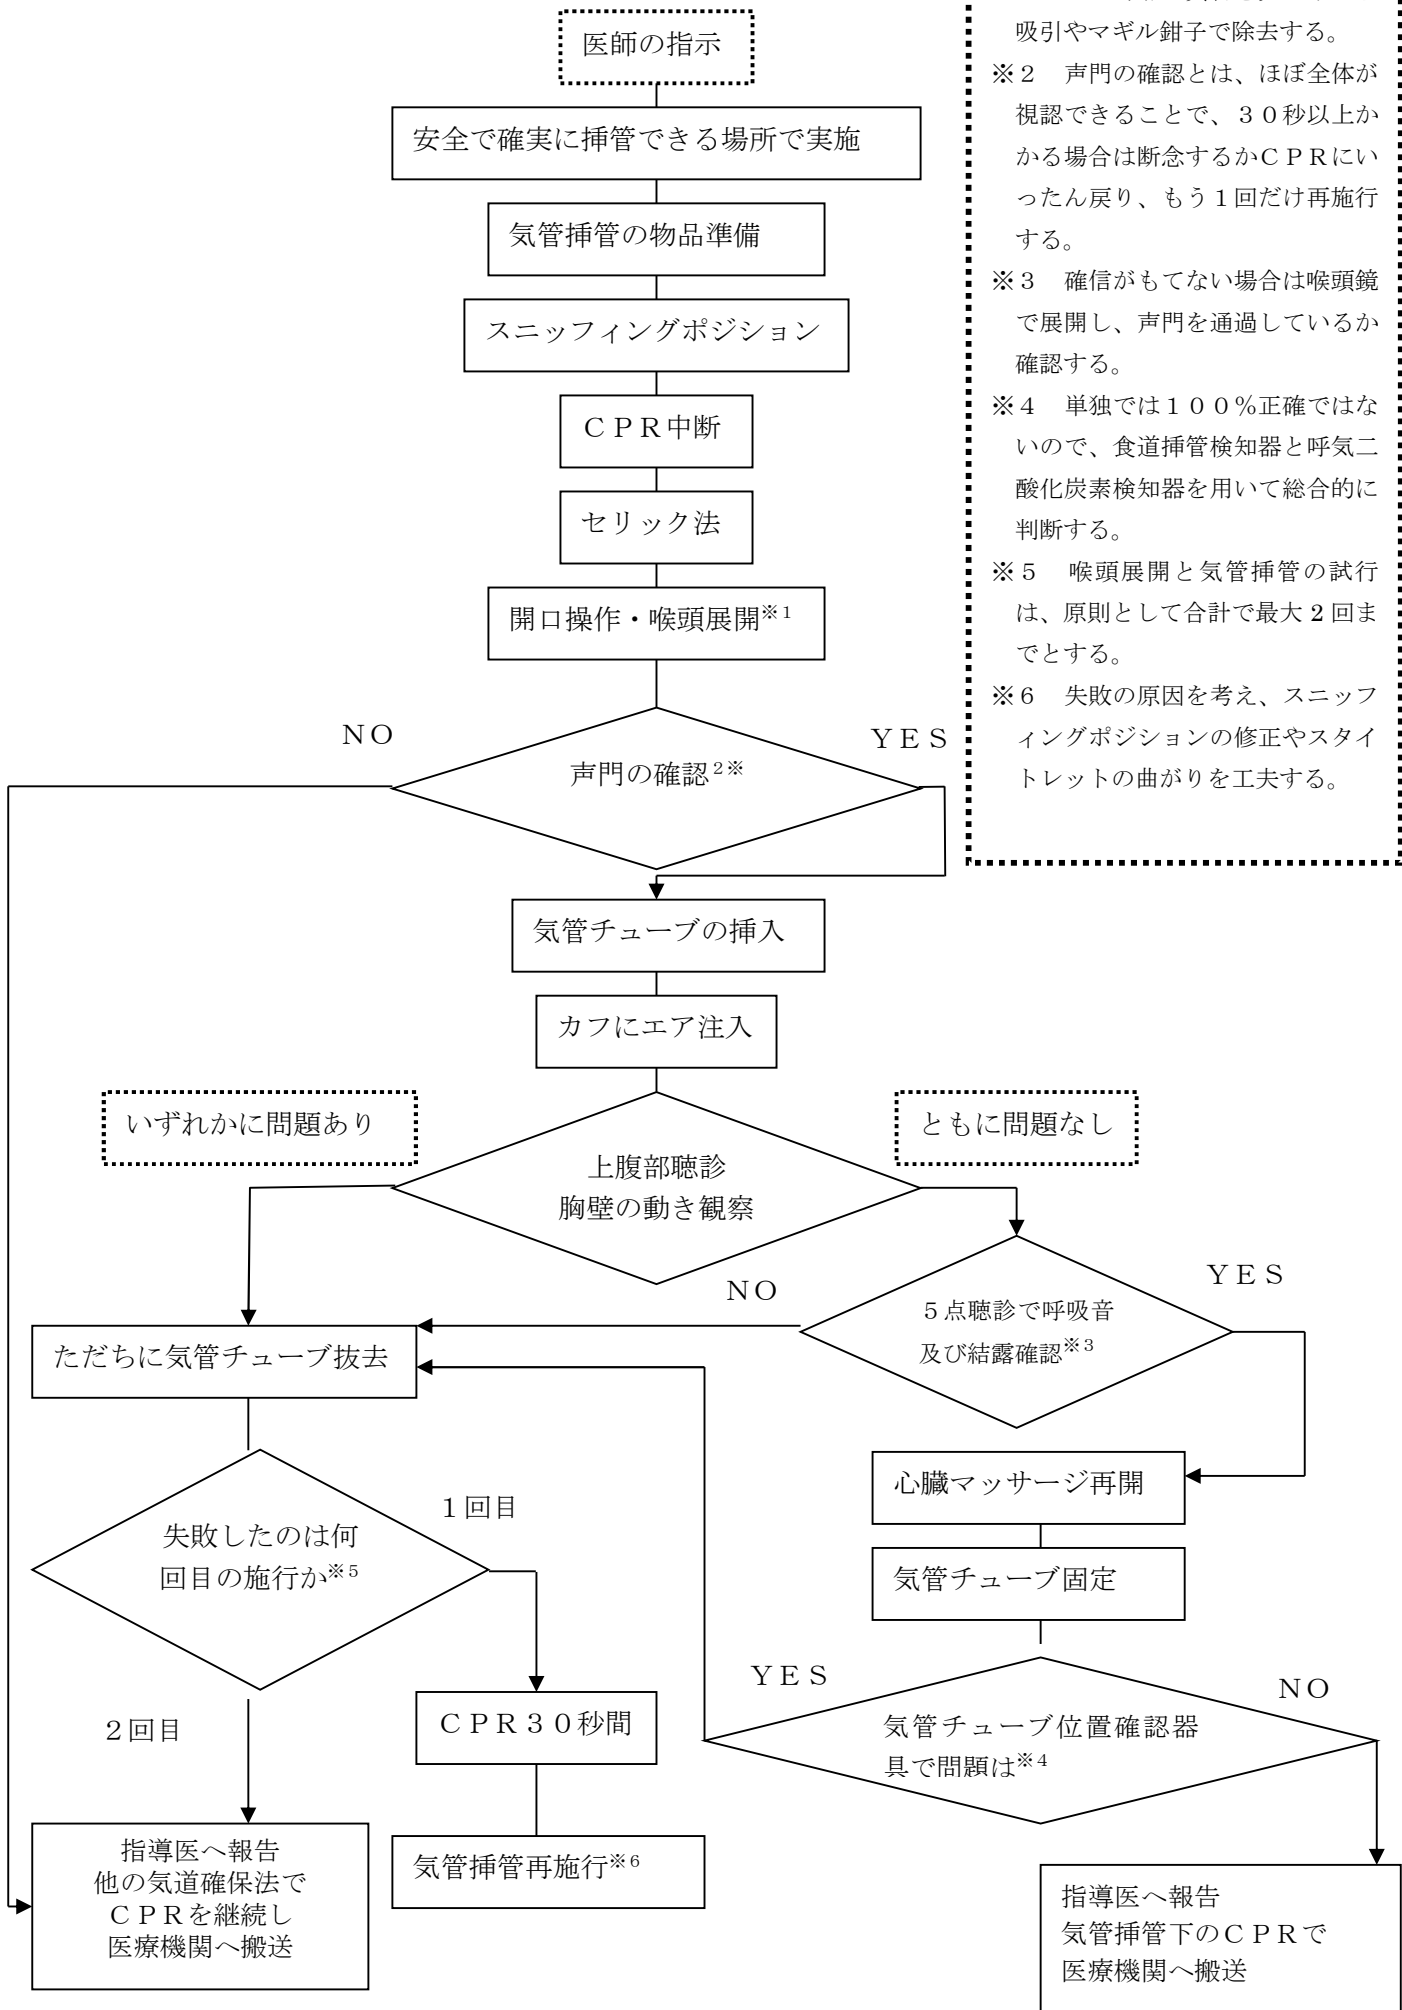 医師の指示
安全で確実に挿管できる場所で実施
気管挿管の物品準備
スニッフィングポジション
ＣＰＲ中断
セリック法
開口操作・喉頭展開※1
NO
ＹＥＳ
声門の確認2※
気管チューブの挿入
カフにエア注入
いずれかに問題あり
ともに問題なし
上腹部聴診
胸壁の動き観察
NO
ＹＥＳ
５点聴診で呼吸音
及び結露確認※3
ただちに気管チューブ抜去
心臓マッサージ再開
気管チューブ固定
失敗したのは何
回目の施行か※5
１回目
２回目
ＣＰＲ３０秒間
気管挿管再施行※6
ＹＥＳ
NO
気管チューブ位置確認器
具で問題は※4
指導医へ報告
他の気道確保法で
ＣＰＲを継続し
医療機関へ搬送
指導医へ報告
気管挿管下のＣＰＲで
医療機関へ搬送
吸引やマギル鉗子で除去する。
※２　声門の確認とは、ほぼ全体が
視認できることで、３０秒以上か
かる場合は断念するかＣＰＲにい
ったん戻り、もう１回だけ再施行
する。
※３　確信がもてない場合は喉頭鏡
で展開し、声門を通過しているか
確認する。
※４　単独では１００％正確ではな
いので、食道挿管検知器と呼気二
酸化炭素検知器を用いて総合的に
判断する。
※５　喉頭展開と気管挿管の試行
は、原則として合計で最大 2 回ま
でとする。
※６　失敗の原因を考え、スニッフ
ィングポジションの修正やスタイ
トレットの曲がりを工夫する。